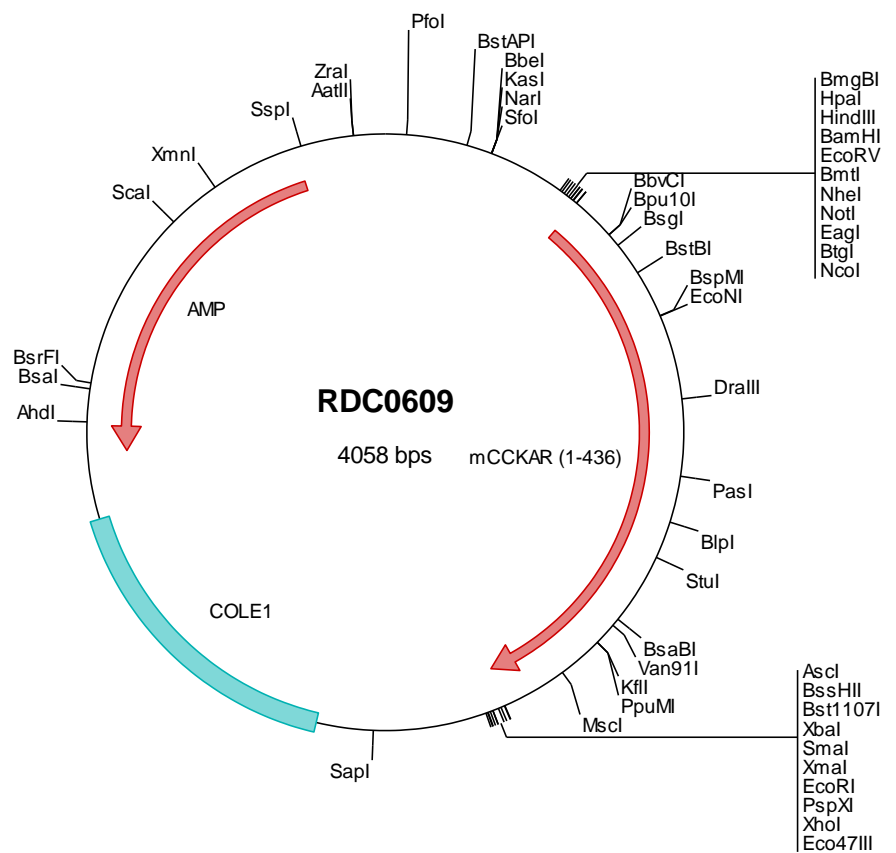 PfoI
BstAPI
BbeI
KasI
NarI
SfoI
ZraI
AatII
SspI
XmnI
ScaI
BmgBI
HpaI
HindIII
BamHI
EcoRV
BmtI
NheI
NotI
EagI
BtgI
NcoI
BbvCI
Bpu10I
BsgI
BstBI
BspMI
EcoNI
AMP
BsrFI
BsaI
AhdI
DraIII
RDC0609
4058 bps
mCCKAR (1-436)
PasI
BlpI
StuI
COLE1
BsaBI
Van91I
KflI
PpuMI
MscI
SapI
AscI
BssHII
Bst1107I
XbaI
SmaI
XmaI
EcoRI
PspXI
XhoI
Eco47III